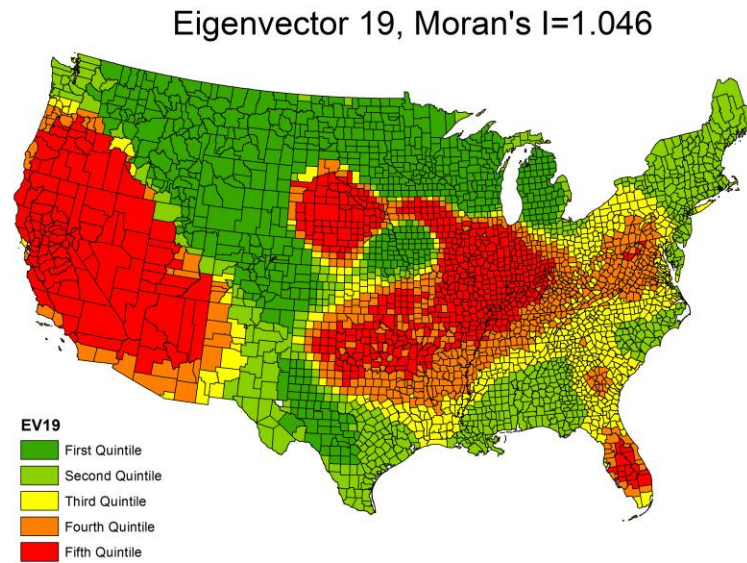 Eigenvector 19, Moran's I=1.046
EV19
First Quintile
Second Quintile
Third Quintile
Fourth Quintile
Fifth Quintile